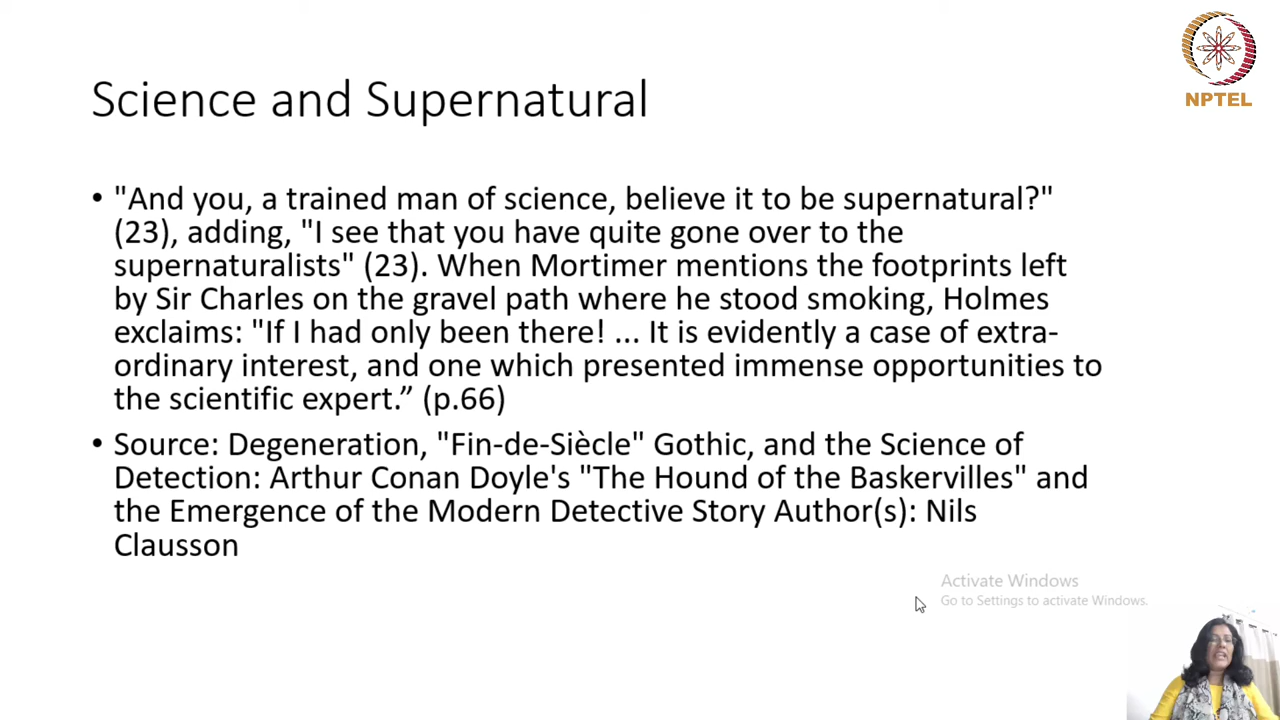 NPTEL
Science and Supernatural
• "And you, a trained man of science, believe it to be supernatural?"
(23), adding, "I see that you have quite gone over to the
supernaturalists" (23). When Mortimer mentions the footprints left
by Sir Charles on the gravel path where he stood smoking, Holmes
exclaims: "If I had only been there! ... It is evidently a case of extra-
ordinary interest, and one which presented immense opportunities to
the scientific expert.” (p.66)
• Source: Degeneration, "Fin-de-Siècle" Gothic, and the Science of
Detection: Arthur Conan Doyle's "The Hound of the Baskervilles" and
the Emergence of the Modern Detective Story Author(s): Nils
Clausson
Activate Windows
Go to Settings to activate Windows.